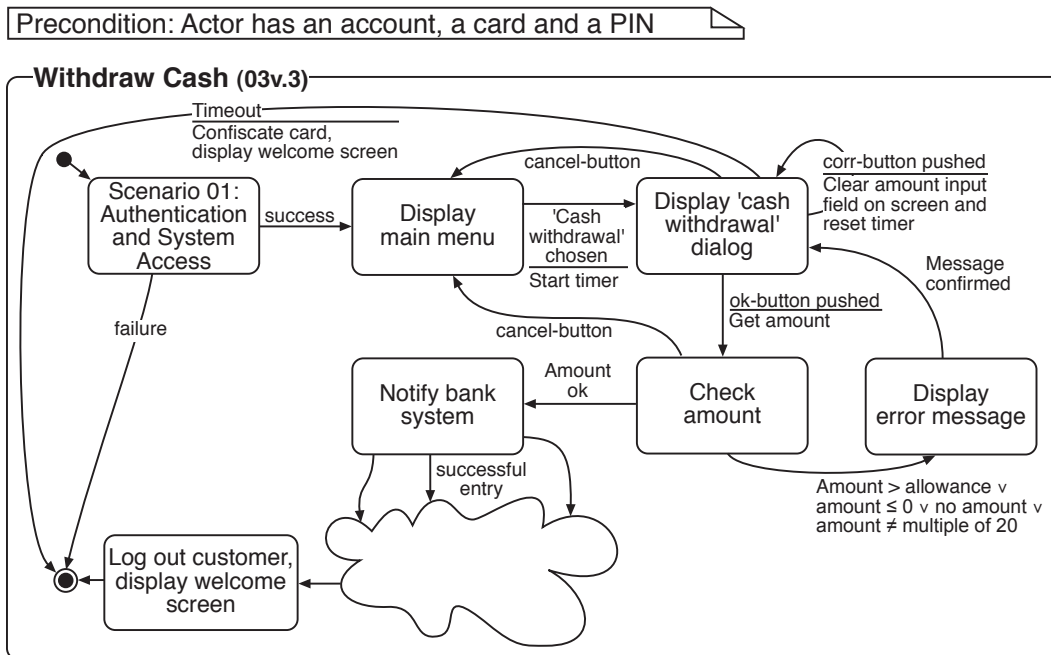 Precondition: Actor has an account, a card and a PIN
Withdraw Cash (03v.3)
Timeout
Confiscate card,
display welcome screen
cancel-button
corr-button pushed
Clear amount input
field on screen and
reset timer
Scenario 01:
Authentication
and System
Access
success
Display
main menu
'Cash
withdrawal'
chosen
Start timer
Display 'cash
withdrawal'
dialog
Message
confirmed
ok-button pushed
Get amount
failure
cancel-button
Notify bank
system
Amount
ok
Check
amount
Display
error message
successful
entry
Amount > allowance v
amount ≤ 0 v no amount v
amount ≠ multiple of 20
Log out customer,
display welcome
screen